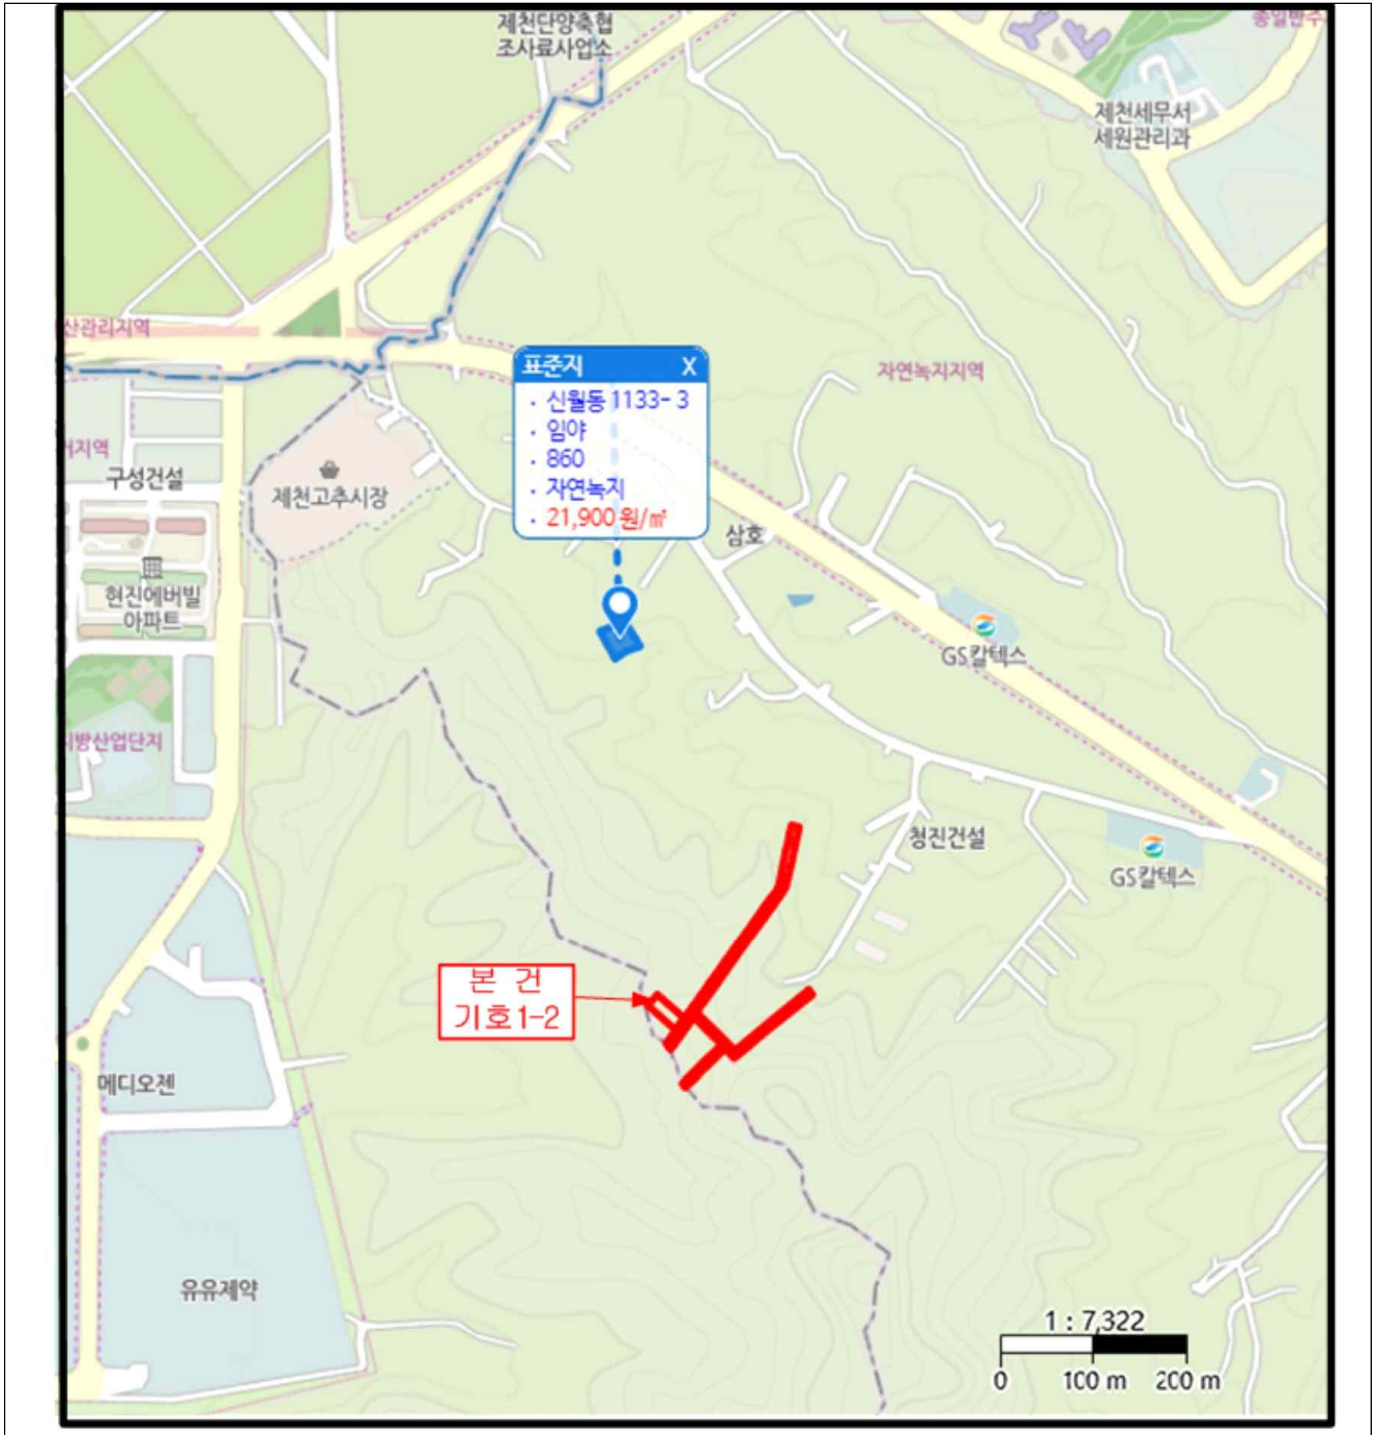 제천단양축협
조사료사업소
제천세무서
세원관리과
산관리지역
표준지 X
· 신월동 1133-3
· 임야
· 860
· 자연녹지
· 21,900원/㎡
자연녹지지역
거지역
구성건설
제천고추시장
삼호
현진에버빌
아파트
GS칼텍스
지방산업단지
청진건설
GS칼텍스
본 건
기호1-2
메디오젠
유유제약
1 : 7,322
0 100 m 200 m